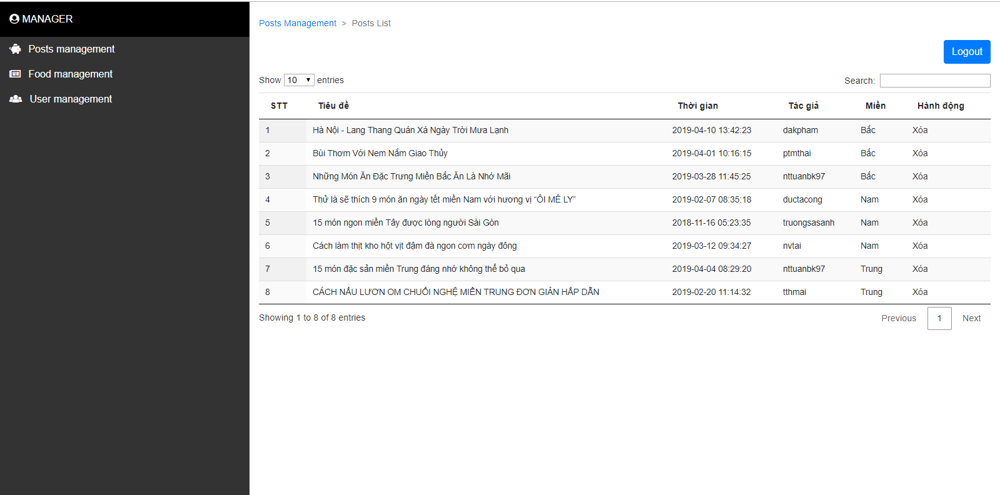 MANAGER
Posts management
Food management
User management
Posts Management > Posts List
Logout
Show 10 entries
Search:
STT Tiêu đề Thời gian Tác giả Miền Hành động
1 Hà Nội - Lang Thang Quán Xá Ngày Trời Mưa Lạnh 2019-04-10 13:42:23 dakpham Bắc Xóa
2 Bùi Thơm Với Nem Nắm Giao Thủy 2019-04-01 10:16:15 ptmthai Bắc Xóa
3 Những Món Ăn Đặc Trưng Miền Bắc Ăn Là Nhớ Mãi 2019-03-28 11:45:25 nttuanbk97 Bắc Xóa
4 Thử là sẽ thích 9 món ăn ngày tết miền Nam với hương vị “ÔI MÊ LY” 2019-02-07 08:35:18 ductacong Nam Xóa
5 15 món ngon miền Tây được lòng người Sài Gòn 2018-11-16 05:23:35 truongsasanh Nam Xóa
6 Cách làm thịt kho hột vịt đậm đà ngon cơm ngày đông 2019-03-12 09:34:27 nvtai Nam Xóa
7 15 món đặc sản miền Trung đáng nhớ không thể bỏ qua 2019-04-04 08:29:20 nttuanbk97 Trung Xóa
8 CÁCH NẤU LƯƠN OM CHUỐI NGHỆ MIỀN TRUNG ĐƠN GIẢN HẤP DẪN 2019-02-20 11:14:32 tthmai Trung Xóa
Showing 1 to 8 of 8 entries
Previous 1 Next